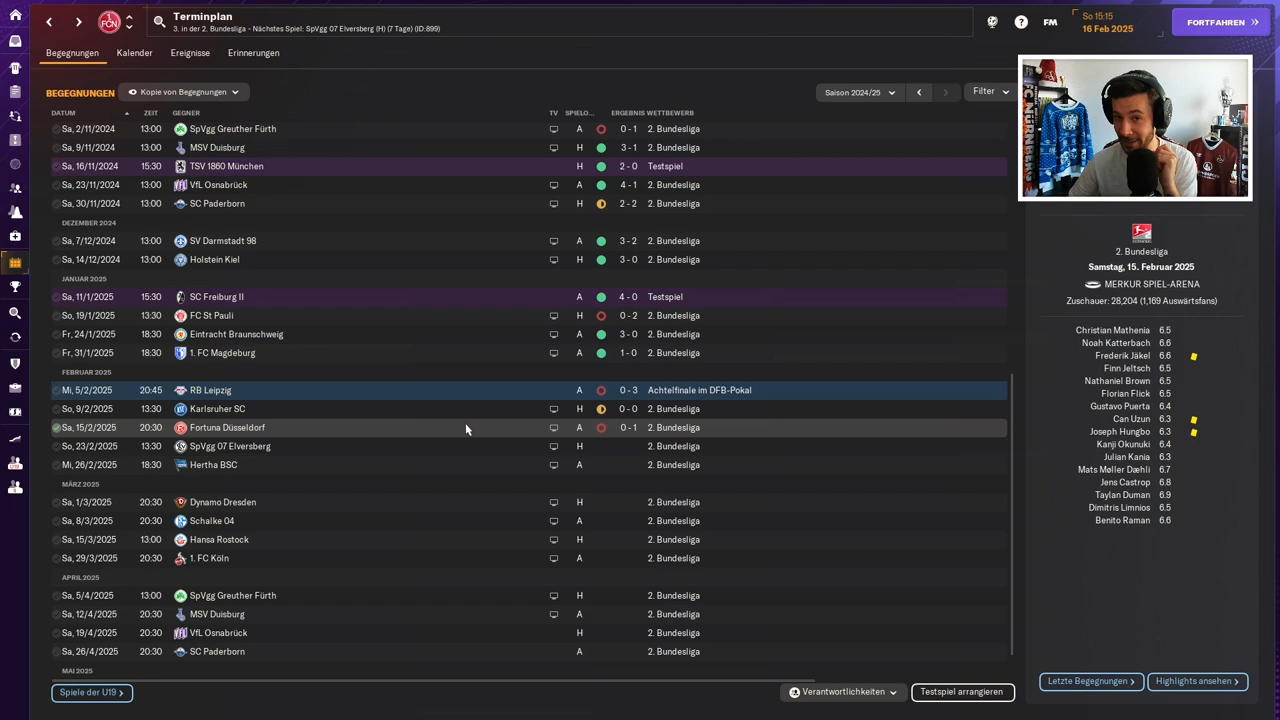 Terminplan
3. in der 2. Bundesliga - Nächstes Spiel: SpVgg 07 Elversberg (H) (7 Tage) (ID:899)
FM
So 15:15
16 Feb 2025
FORTFAHREN
Begegnungen Kalender Ereignisse Erinnerungen
BEGEGNUNGEN Kopie von Begegnungen Saison 2024/25 Filter
DATUM ZEIT GEGNER TV SPIELO... ERGEBNIS WETTBEWERB
Sa, 2/11/2024 13:00 SpVgg Greuther Fürth A 0 - 1 2. Bundesliga
Sa, 9/11/2024 13:00 MSV Duisburg H 3 - 1 2. Bundesliga
Sa, 16/11/2024 15:30 TSV 1860 München H 2 - 0 Testspiel
Sa, 23/11/2024 13:00 VfL Osnabrück A 4 - 1 2. Bundesliga
Sa, 30/11/2024 13:00 SC Paderborn H 2 - 2 2. Bundesliga
DEZEMBER 2024
Sa, 7/12/2024 13:00 SV Darmstadt 98 A 3 - 2 2. Bundesliga
Sa, 14/12/2024 13:00 Holstein Kiel H 3 - 0 2. Bundesliga
JANUAR 2025
Sa, 11/1/2025 15:30 SC Freiburg II A 4 - 0 Testspiel
So, 19/1/2025 13:30 FC St Pauli H 0 - 2 2. Bundesliga
Fr, 24/1/2025 18:30 Eintracht Braunschweig A 3 - 0 2. Bundesliga
Fr, 31/1/2025 18:30 1. FC Magdeburg A 1 - 0 2. Bundesliga
FEBRUAR 2025
Mi, 5/2/2025 20:45 RB Leipzig A 0 - 3 Achtelfinale im DFB-Pokal
So, 9/2/2025 13:30 Karlsruher SC H 0 - 0 2. Bundesliga
Sa, 15/2/2025 20:30 Fortuna Düsseldorf A 0 - 1 2. Bundesliga
So, 23/2/2025 13:30 SpVgg 07 Elversberg H 2. Bundesliga
Mi, 26/2/2025 18:30 Hertha BSC A 2. Bundesliga
MÄRZ 2025
Sa, 1/3/2025 20:30 Dynamo Dresden H 2. Bundesliga
Sa, 8/3/2025 20:30 Schalke 04 A 2. Bundesliga
Sa, 15/3/2025 13:00 Hansa Rostock H 2. Bundesliga
Sa, 29/3/2025 20:30 1. FC Köln A 2. Bundesliga
APRIL 2025
Sa, 5/4/2025 13:00 SpVgg Greuther Fürth H 2. Bundesliga
Sa, 12/4/2025 20:30 MSV Duisburg A 2. Bundesliga
Sa, 19/4/2025 20:30 VfL Osnabrück H 2. Bundesliga
Sa, 26/4/2025 20:30 SC Paderborn A 2. Bundesliga
MAI 2025
Spiele der U19 Verantwortlichkeiten Testspiel arrangieren
2. Bundesliga
Samstag, 15. Februar 2025
MERKUR SPIEL-ARENA
Zuschauer: 28,204 (1,169 Auswärtsfans)
Christian Mathenia 6.5
Noah Katterbach 6.6
Frederik Jäkel 6.6
Finn Jeltsch 6.5
Nathaniel Brown 6.5
Florian Flick 6.5
Gustavo Puerta 6.4
Can Uzun 6.3
Joseph Hungbo 6.3
Kanji Okunuki 6.4
Julian Kania 6.3
Mats Møller Dæhli 6.7
Jens Castrop 6.8
Taylan Duman 6.9
Dimitris Limnios 6.5
Benito Raman 6.6
Letzte Begegnungen Highlights ansehen